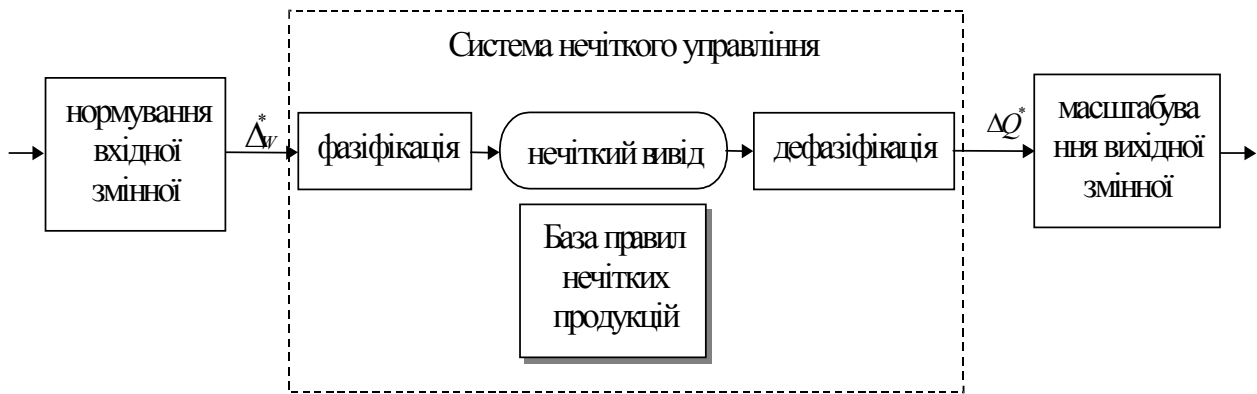 Система нечіткого управління
нормування
вхідної
змінної
Δ*W
фазіфікація
нечіткий вивід
дефазіфікація
ΔQ*
масштабува
ння вихідної
змінної
База правил
нечітких
продукцій